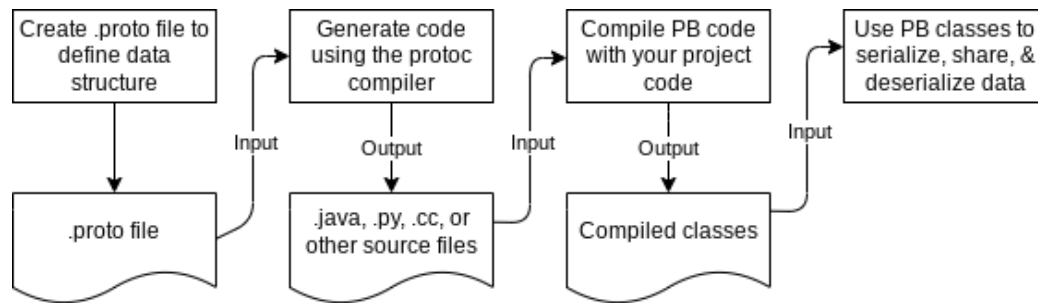 Create .proto file to
define data
structure
Generate code
using the protoc
compiler
Compile PB code
with your project
code
Use PB classes to
serialize, share, &
deserialize data
Input
Output
Input
Output
Input
.proto file
.java, .py, .cc, or
other source files
Compiled classes